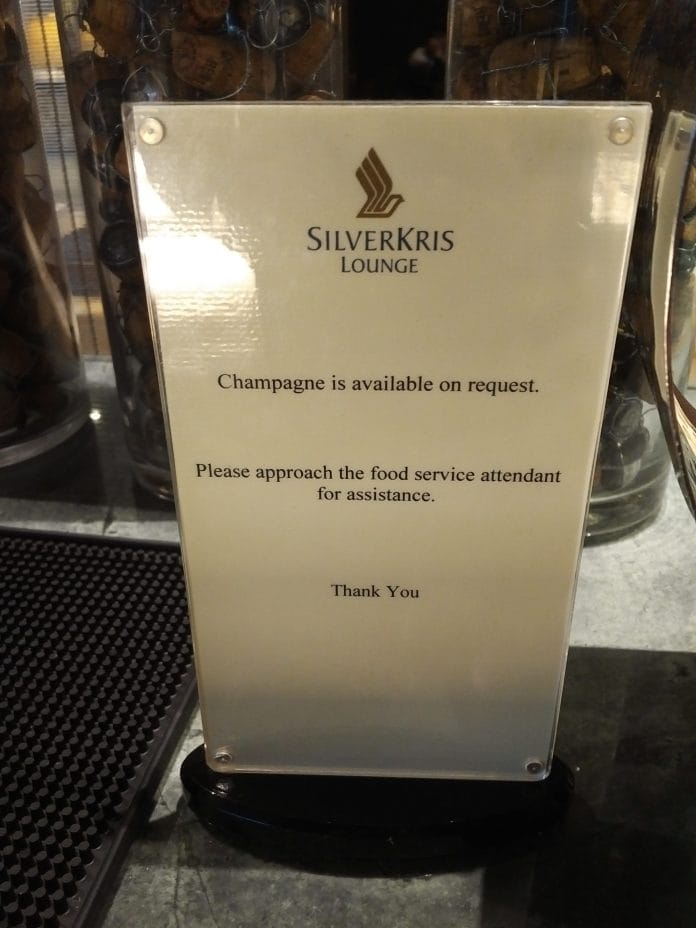 SILVERKRIS
LOUNGE
Champagne is available on request.
Please approach the food service attendant
for assistance.
Thank You